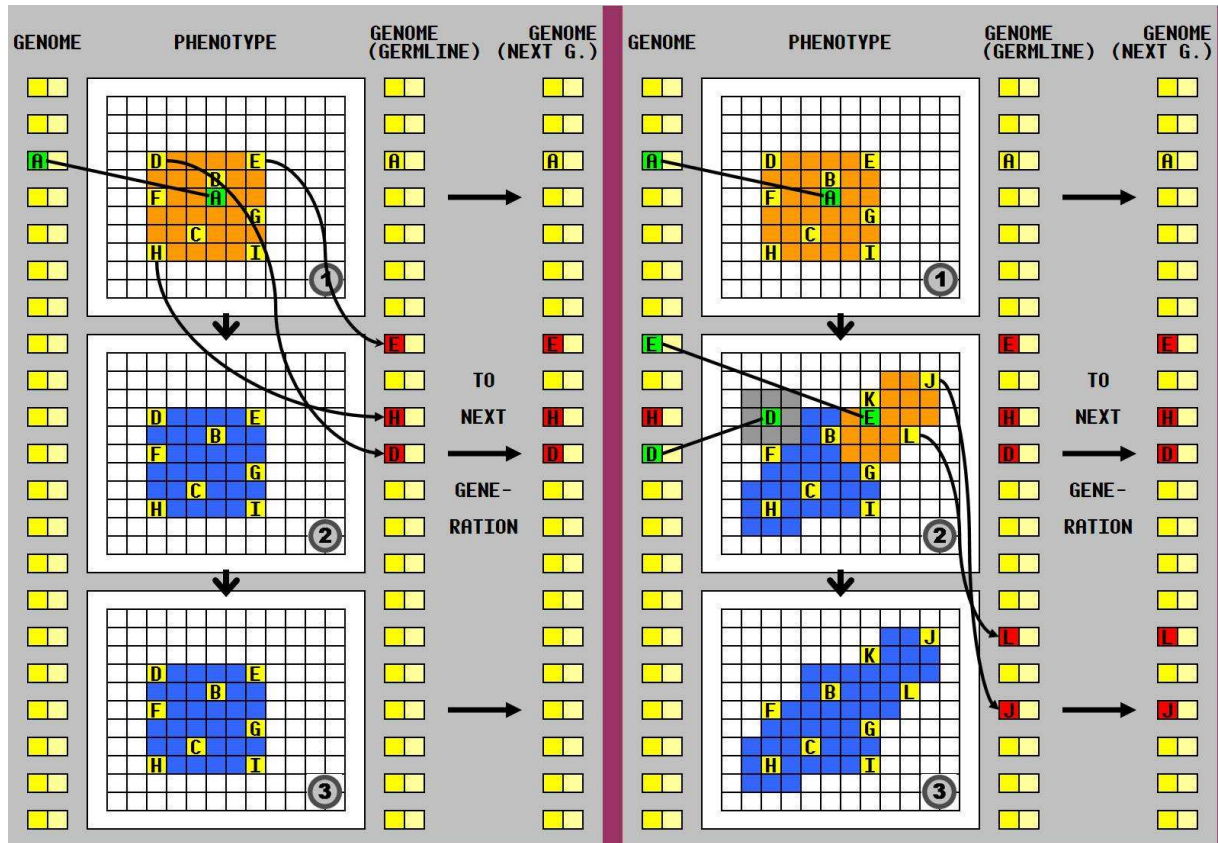 GENOME PHENOTYPE GENOME (GERMLINE) GENOME (NEXT G.)
A
D E
B
F A
G
C
H I
1
A A
E E
H H
D D
TO
NEXT
GENE-
RATION
D E
B
F
G
C
H I
2
D E
B
F
G
C
H I
3
GENOME PHENOTYPE GENOME (GERMLINE) GENOME (NEXT G.)
A
E
H
D
D E
B
F A
G
C
H I
1
J
K
D E
B L
F
G
C
H I
2
J
K
B L
F
G
C
H I
3
A A
E E
H H
D D
L L
J J
TO
NEXT
GENE-
RATION